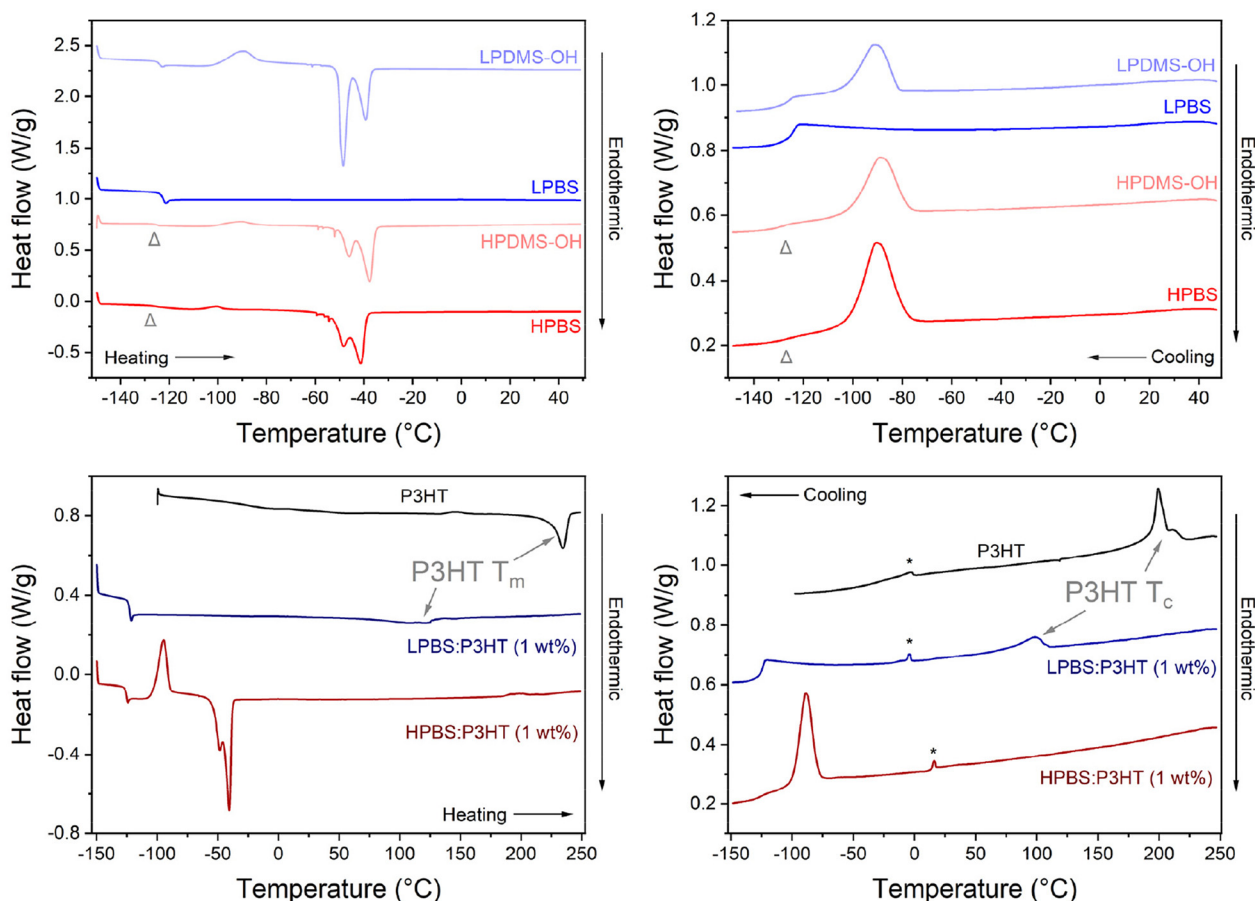 2.5
2.0
1.5
1.0
0.5
0.0
-0.5
Heat flow (W/g)
LPDMS-OH
LPBS
HPDMS-OH
Δ
HPBS
Δ
Heating
Endothermic
-140 -120 -100 -80 -60 -40 -20 0 20 40
Temperature (°C)
1.2
1.0
0.8
0.6
0.4
0.2
Heat flow (W/g)
LPDMS-OH
LPBS
HPDMS-OH
Δ
HPBS
Δ
Cooling
Endothermic
-140 -120 -100 -80 -60 -40 -20 0 20 40
Temperature (°C)
0.8
0.4
0.0
-0.4
-0.8
Heat flow (W/g)
P3HT
P3HT Tm
LPBS:P3HT (1 wt%)
HPBS:P3HT (1 wt%)
Heating
Endothermic
-150 -100 -50 0 50 100 150 200 250
Temperature (°C)
1.2
1.0
0.8
0.6
0.4
0.2
Heat flow (W/g)
Cooling
P3HT
*
P3HT Tc
*
LPBS:P3HT (1 wt%)
*
HPBS:P3HT (1 wt%)
Endothermic
-150 -100 -50 0 50 100 150 200 250
Temperature (°C)